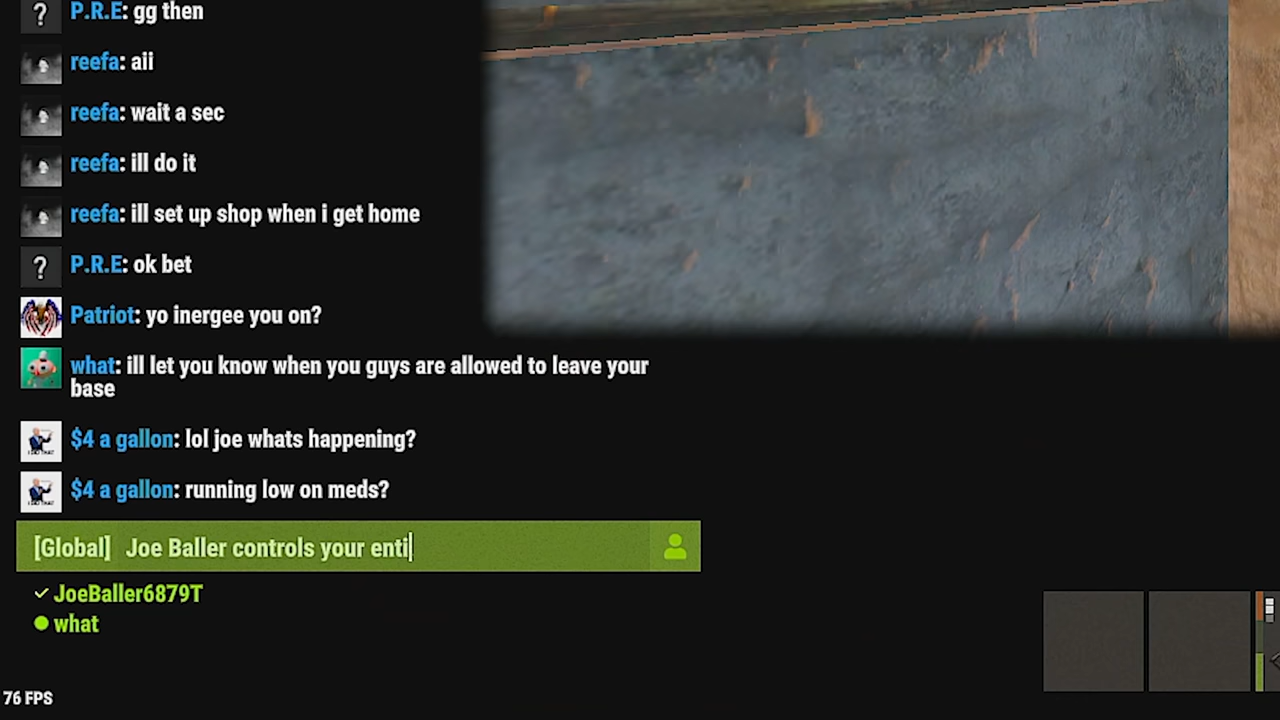 P.R.E: gg then
reefa: aii
reefa: wait a sec
reefa: ill do it
reefa: ill set up shop when i get home
P.R.E: ok bet
Patriot: yo inergee you on?
what: ill let you know when you guys are allowed to leave your
base
$4 a gallon: lol joe whats happening?
$4 a gallon: running low on meds?
[Global] Joe Baller controls your enti
JoeBaller6879T
what
76 FPS